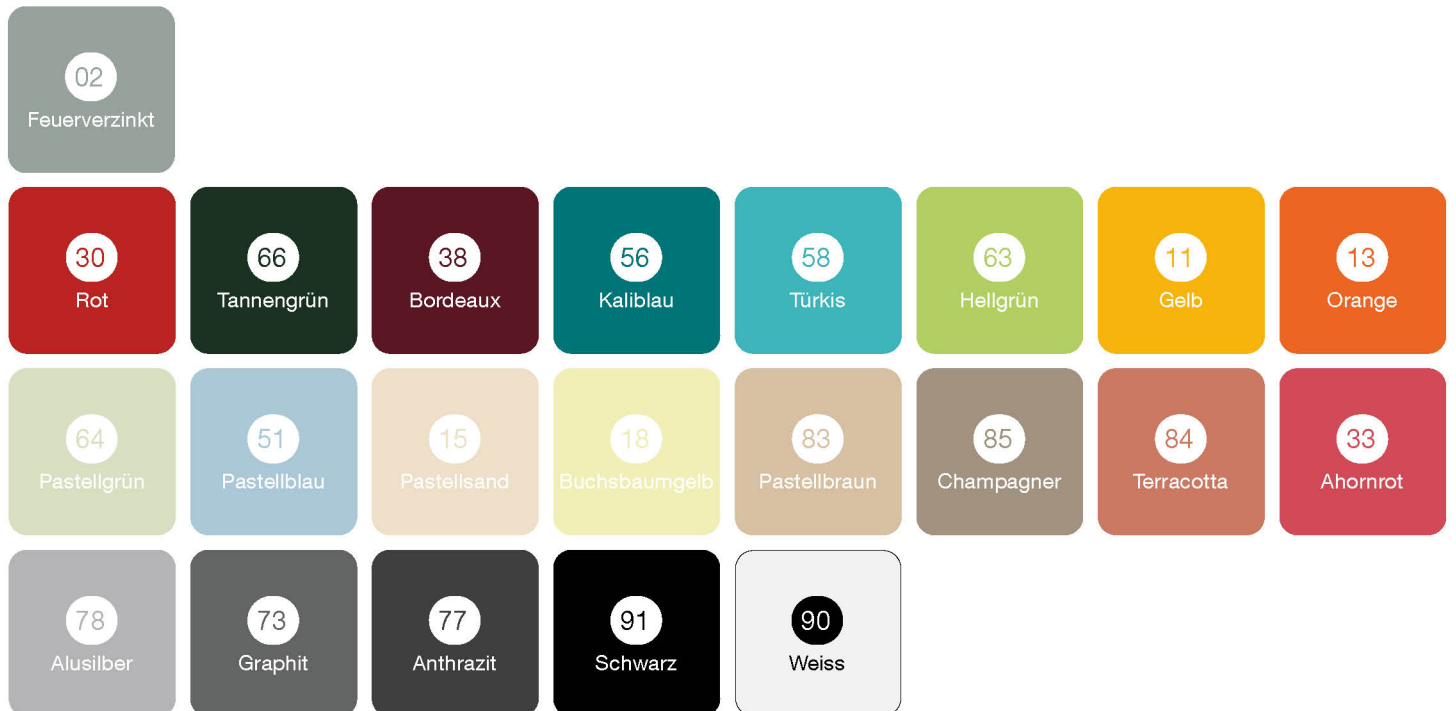 02
Feuerverzinkt
30
Rot
66
Tannengrün
38
Bordeaux
56
Kaliblau
58
Türkis
63
Hellgrün
11
Gelb
13
Orange
64
Pastellgrün
51
Pastellblau
15
Pastellsand
18
Buchsbaumgelb
83
Pastellbraun
85
Champagner
84
Terracotta
33
Ahornrot
78
Alusilber
73
Graphit
77
Anthrazit
91
Schwarz
90
Weiss